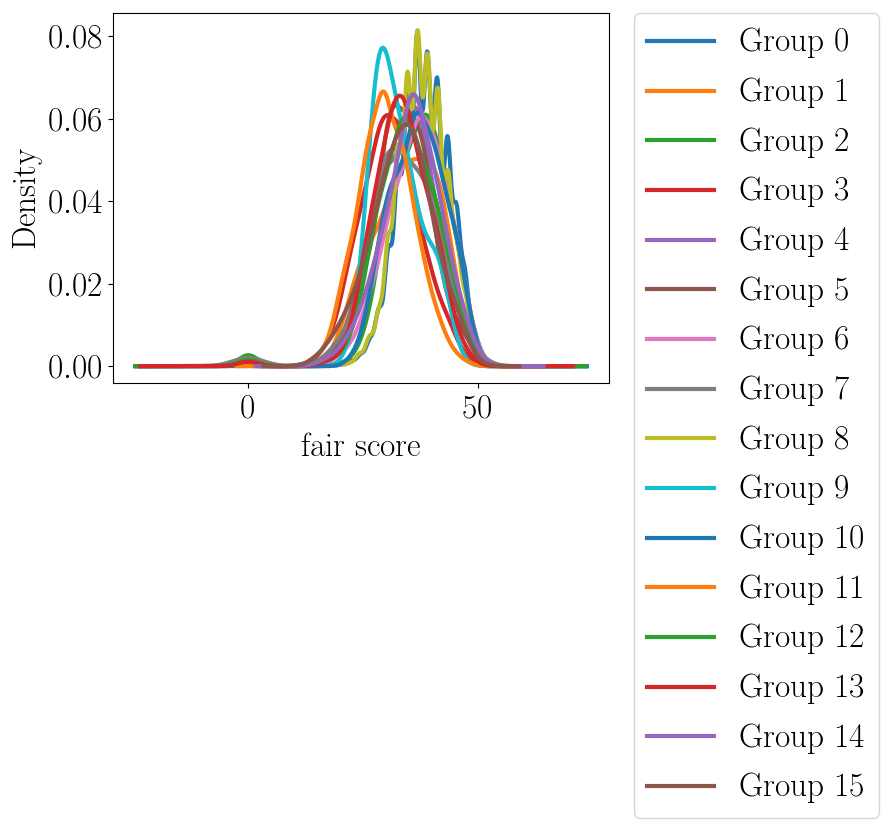 0.08
0.06
0.04
0.02
0.00
Density
0
50
fair score
Group 0
Group 1
Group 2
Group 3
Group 4
Group 5
Group 6
Group 7
Group 8
Group 9
Group 10
Group 11
Group 12
Group 13
Group 14
Group 15